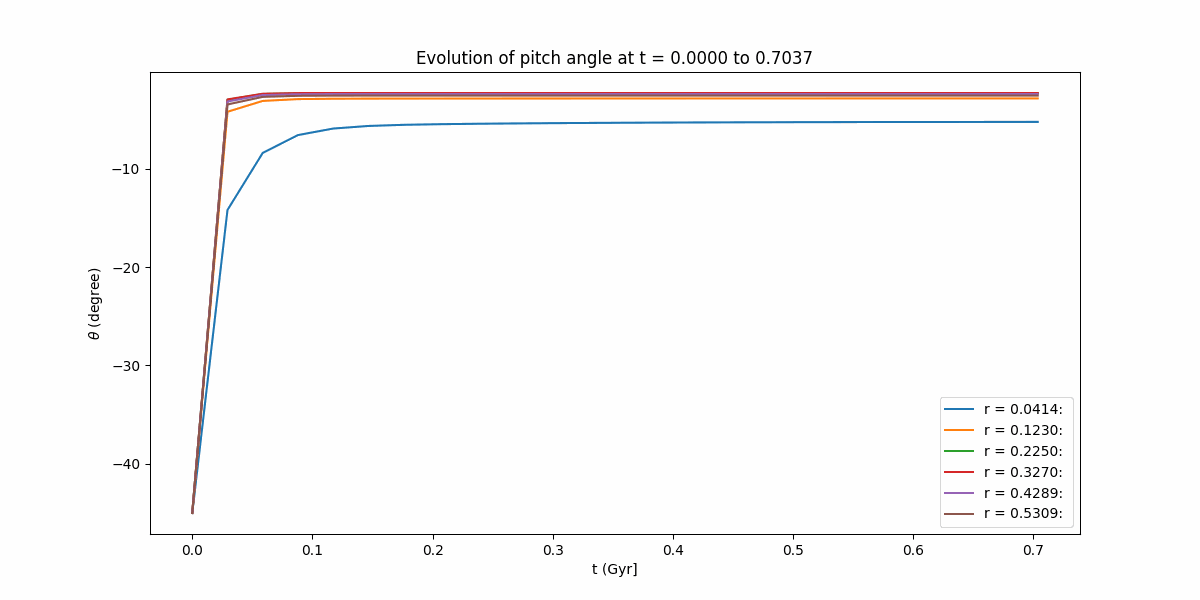 Evolution of pitch angle at t = 0.0000 to 0.7037
θ (degree)
−10
−20
−30
−40
r = 0.0414:
r = 0.1230:
r = 0.2250:
r = 0.3270:
r = 0.4289:
r = 0.5309:
0.0 0.1 0.2 0.3 0.4 0.5 0.6 0.7
t (Gyr]